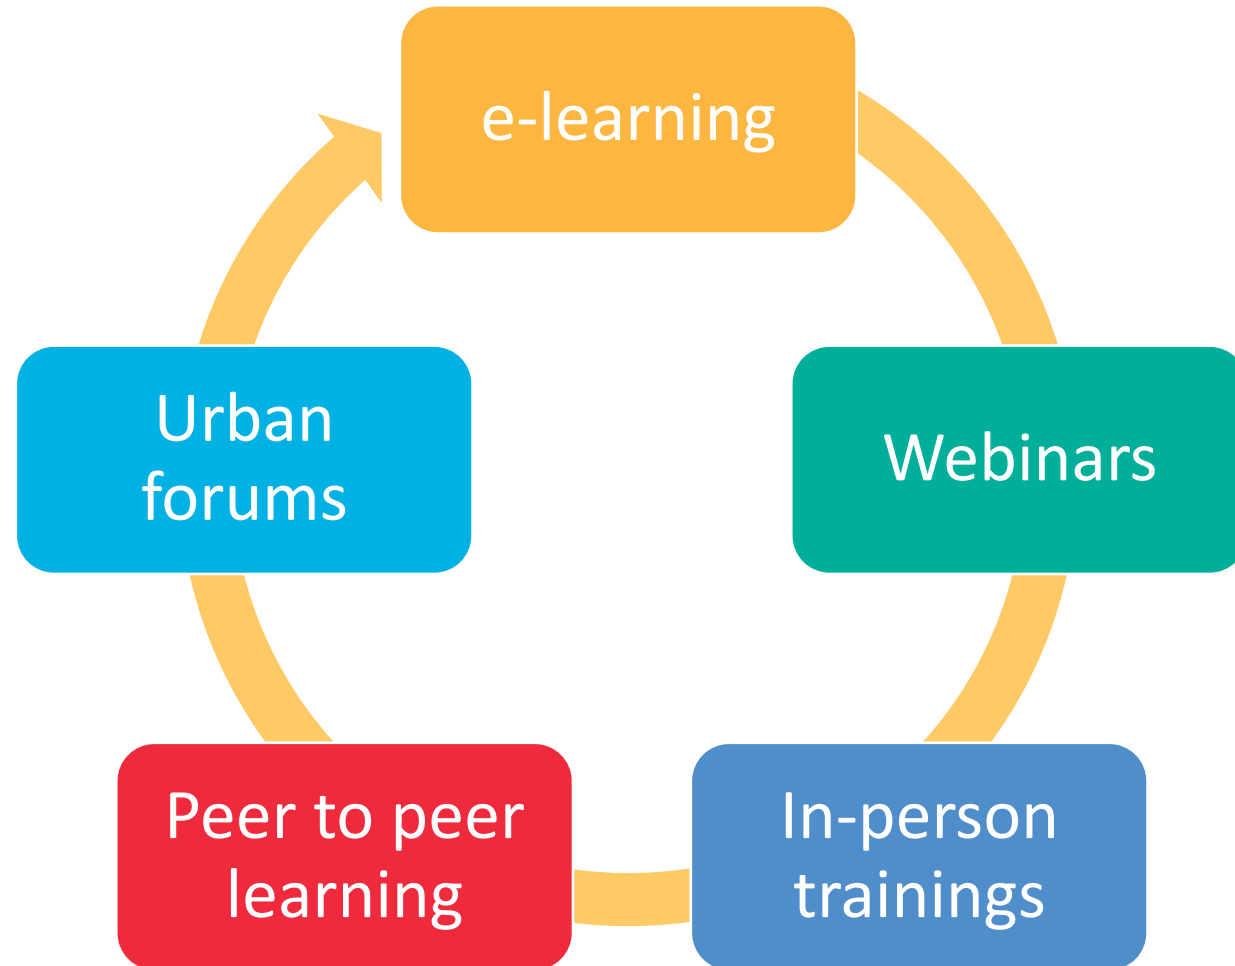 e-learning
Webinars
In-person
trainings
Peer to peer
learning
Urban
forums